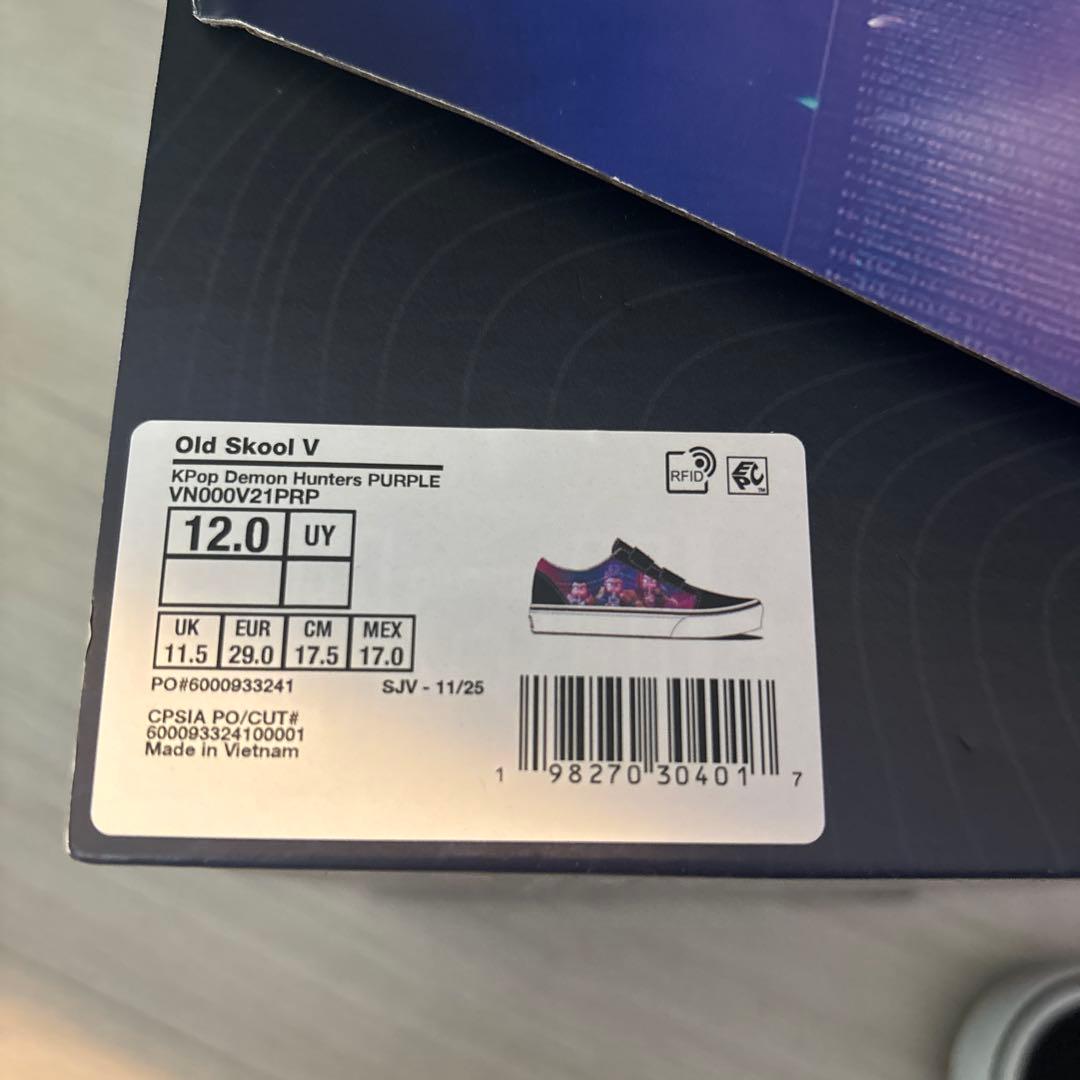 Old Skool V
KPop Demon Hunters PURPLE
VN000V21PRP
RFID
EPC™
12.0 UY
UK EUR CM MEX
11.5 29.0 17.5 17.0
PO#6000933241 SJV - 11/25
CPSIA PO/CUT#
600093324100001
Made in Vietnam
1 98270 30401 7